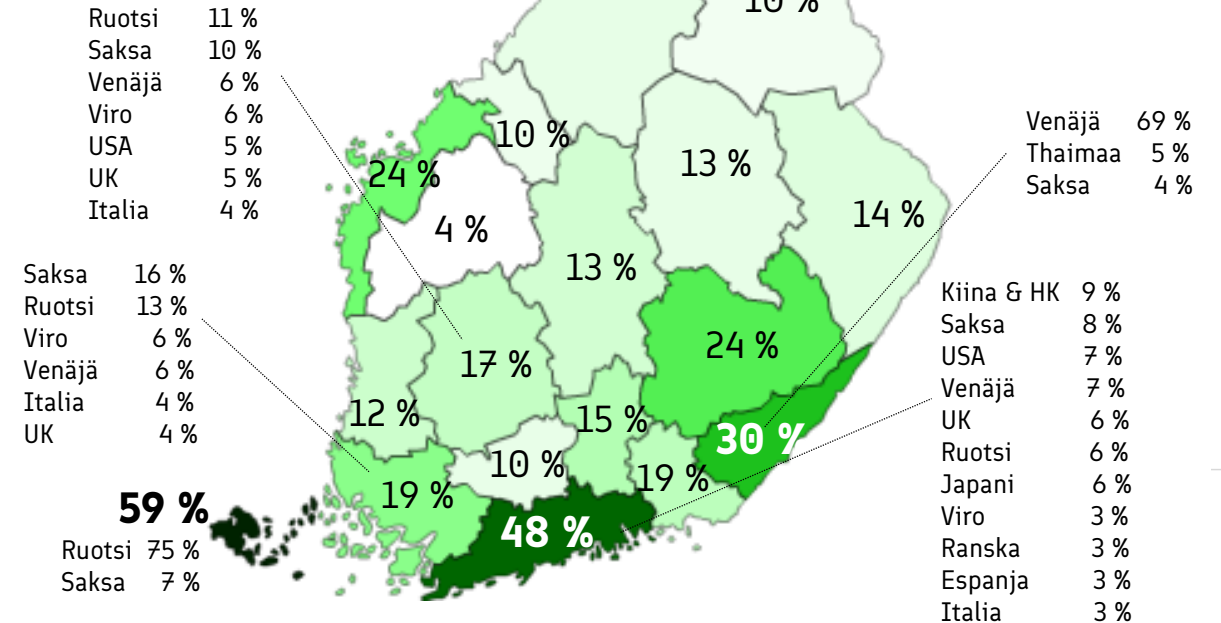 Ruotsi 11 %
Saksa 10 %
Venäjä 6 %
Viro 6 %
USA 5 %
UK 5 %
Italia 4 %
Saksa 16 %
Ruotsi 13 %
Viro 6 %
Venäjä 6 %
Italia 4 %
UK 4 %
59 %
Ruotsi 75 %
Saksa 7 %
10 %
10 %
24 %
4 %
13 %
14 %
13 %
24 %
17 %
12 %
15 %
30 %
10 %
19 %
19 %
48 %
Venäjä 69 %
Thaimaa 5 %
Saksa 4 %
Kiina & HK 9 %
Saksa 8 %
USA 7 %
Venäjä 7 %
UK 6 %
Ruotsi 6 %
Japani 6 %
Viro 3 %
Ranska 3 %
Espanja 3 %
Italia 3 %